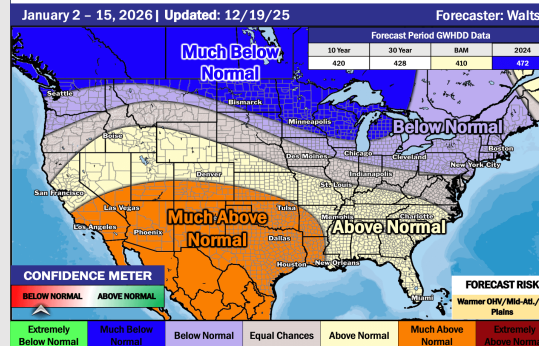 January 2 – 15, 2026 | Updated: 12/19/25
Forecaster: Walts
Forecast Period GWHDD Data
10 Year 30 Year BAM 2024
420 428 410 472
Much Below
Normal
Seattle
Bismarck
Minneapolis
Below Normal
Boise
Boston
Chicago
Cleveland
Des Moines
New York City
Indianapolis
Denver
St. Louis
San Francisco
Las Vegas
Much Above
Normal
Tulsa
Memphis
Charlotte
Above Normal
Los Angeles
Phoenix
Dallas
Houston
New Orleans
Miami
CONFIDENCE METER
BELOW NORMAL ABOVE NORMAL
FORECAST RISK
Warmer OHV/Mid-Atl./
Plains
Extremely
Below Normal
Much Below
Normal
Below Normal
Equal Chances
Above Normal
Much Above
Normal
Extremely
Above Norma